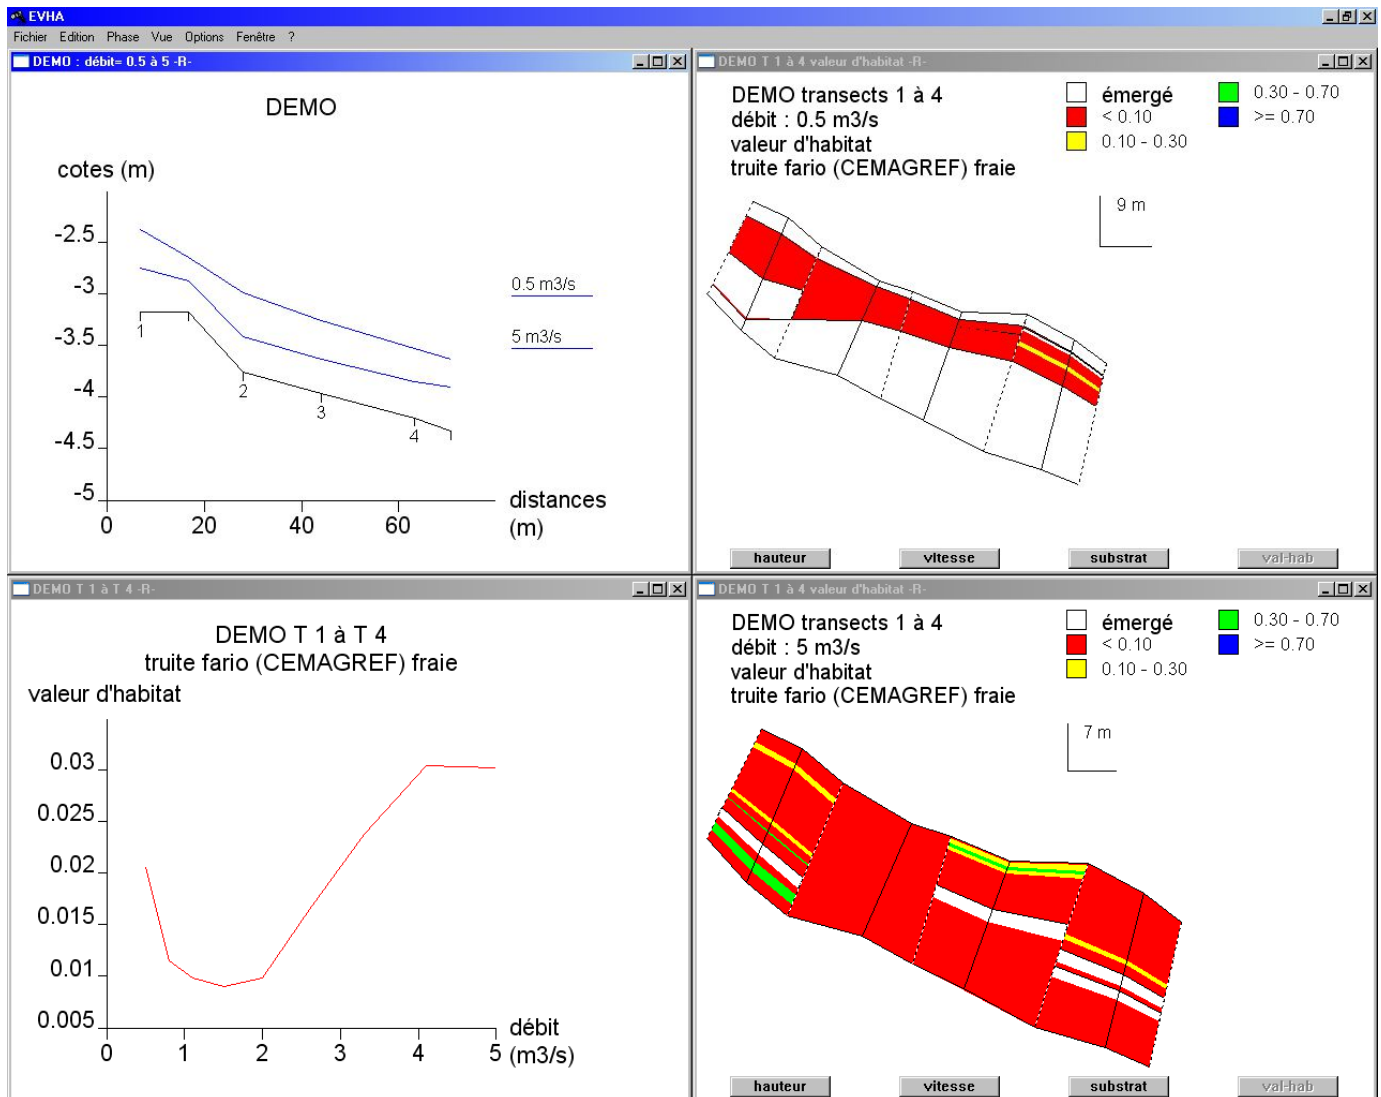 EVHA
Fichier Edition Phase Vue Options Fenêtre ?
DEMO : débit= 0.5 à 5 -R-
DEMO
cotes (m)
-2.5
-3
-3.5
-4
-4.5
-5
0 20 40 60
distances
(m)
1
2
3
4
0.5 m3/s
5 m3/s
DEMO T 1 à 4 valeur d'habitat -R-
DEMO transects 1 à 4
débit : 0.5 m3/s
valeur d'habitat
truite fario (CEMAGREF) fraie
émergé
< 0.10
0.10 - 0.30
0.30 - 0.70
>= 0.70
9 m
hauteur vitesse substrat val-hab
DEMO T 1 à T 4 -R-
DEMO T 1 à T 4
truite fario (CEMAGREF) fraie
valeur d'habitat
0.03
0.025
0.02
0.015
0.01
0.005
0 1 2 3 4 5
débit
(m3/s)
DEMO T 1 à 4 valeur d'habitat -R-
DEMO transects 1 à 4
débit : 5 m3/s
valeur d'habitat
truite fario (CEMAGREF) fraie
émergé
< 0.10
0.10 - 0.30
0.30 - 0.70
>= 0.70
7 m
hauteur vitesse substrat val-hab